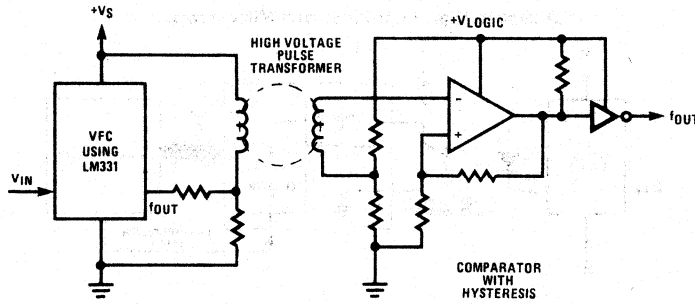 +VS
+VLOGIC
HIGH VOLTAGE
PULSE
TRANSFORMER
VFC
USING
LM331
VIN
fOUT
-
+
fOUT
COMPARATOR
WITH
HYSTERESIS